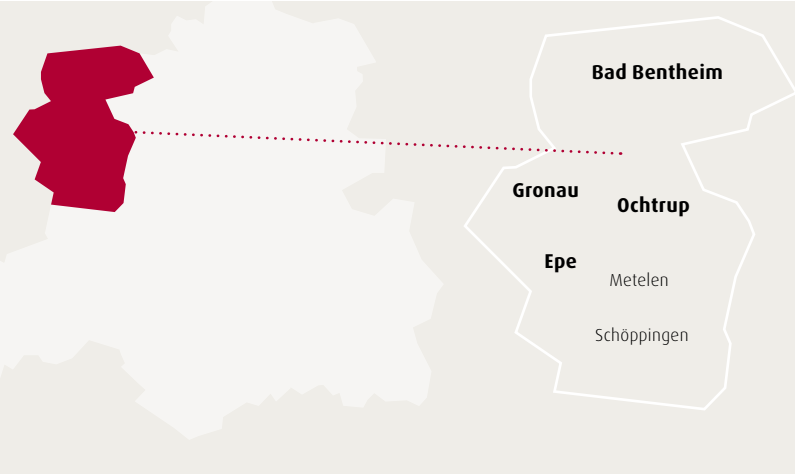 Bad Bentheim
Gronau
Ochtrup
Epe
Metelen
Schöppingen